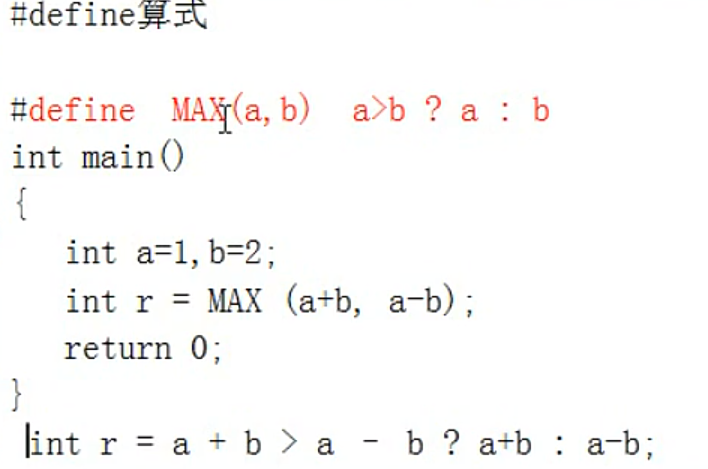 #define算式
#define MAX(a,b) a>b ? a : b
int main()
{
int a=1,b=2;
int r = MAX (a+b, a-b);
return 0;
}
int r = a + b > a - b ? a+b : a-b;